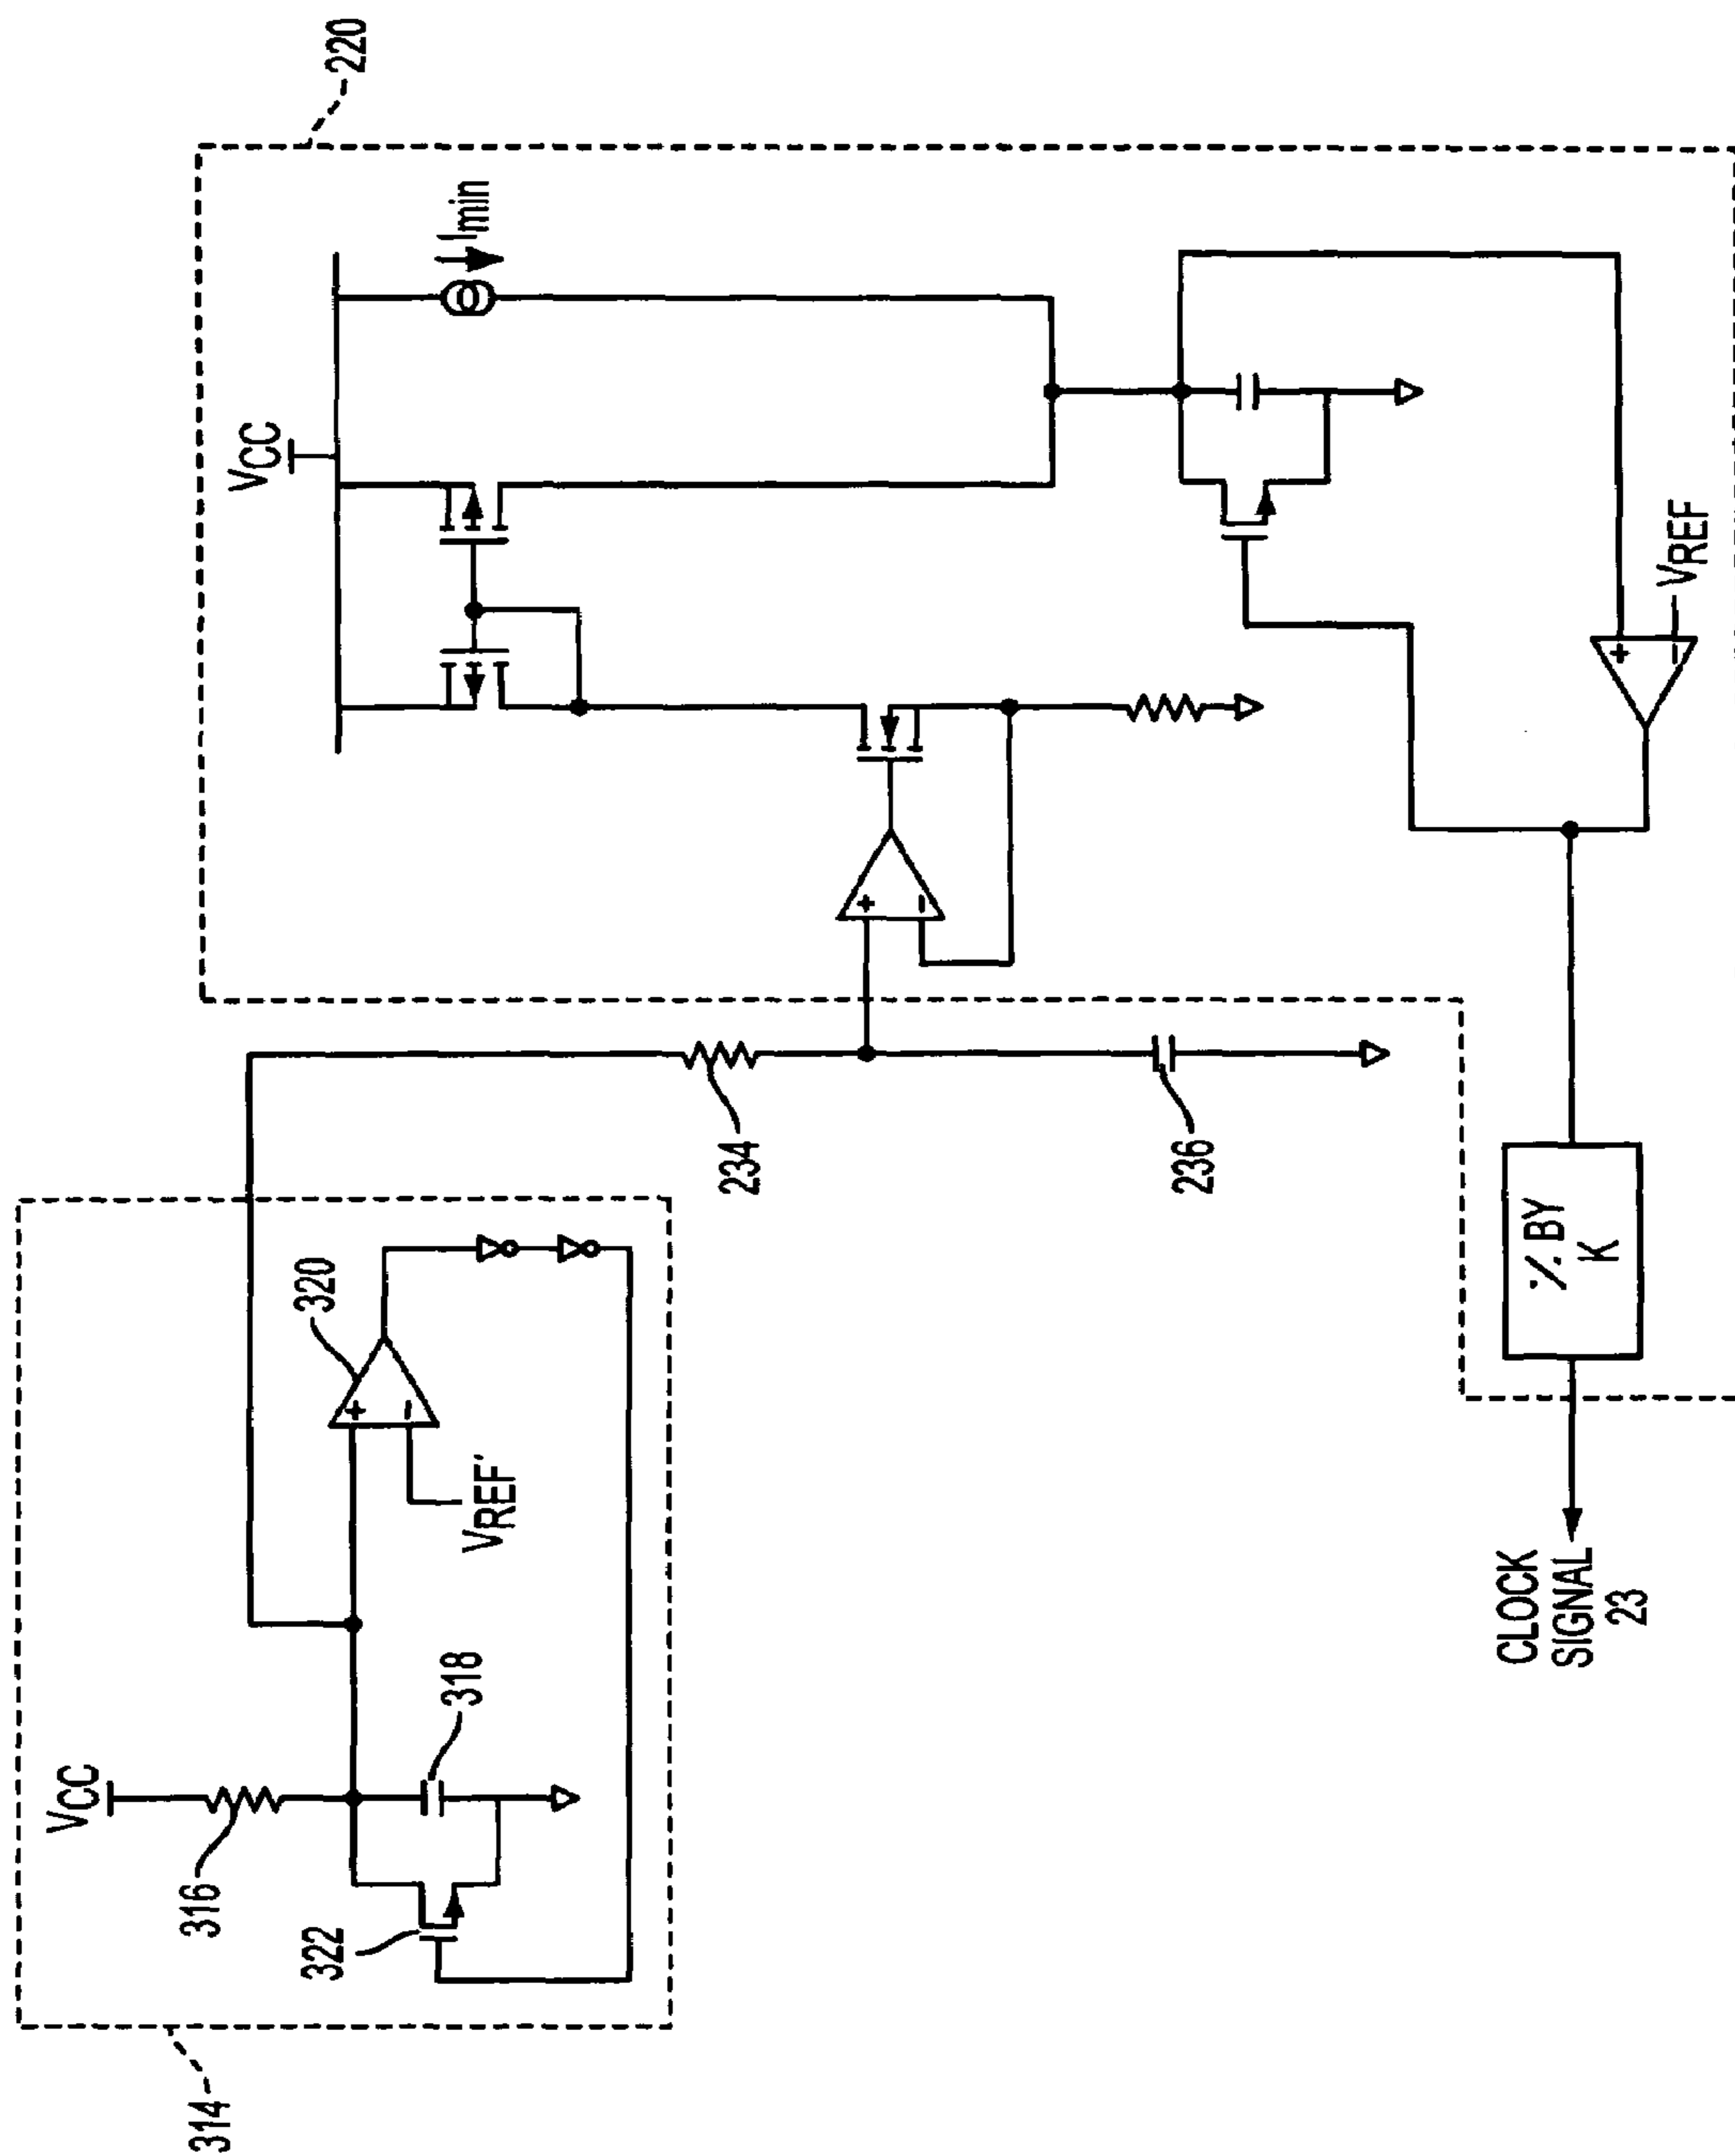 314
322
316
VCC
318
VREF'
320
+
−
234
236
220
VCC
Imin
+
−
+
−
VREF
% BY
K
CLOCK
SIGNAL
23